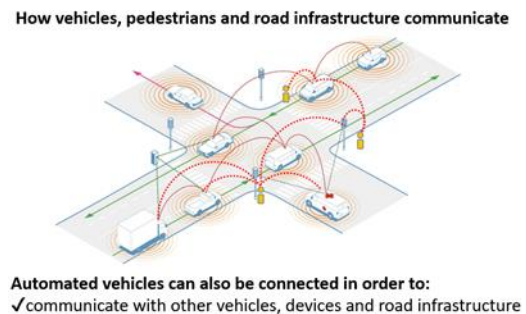 How vehicles, pedestrians and road infrastructure communicate
Automated vehicles can also be connected in order to:
✓communicate with other vehicles, devices and road infrastructure